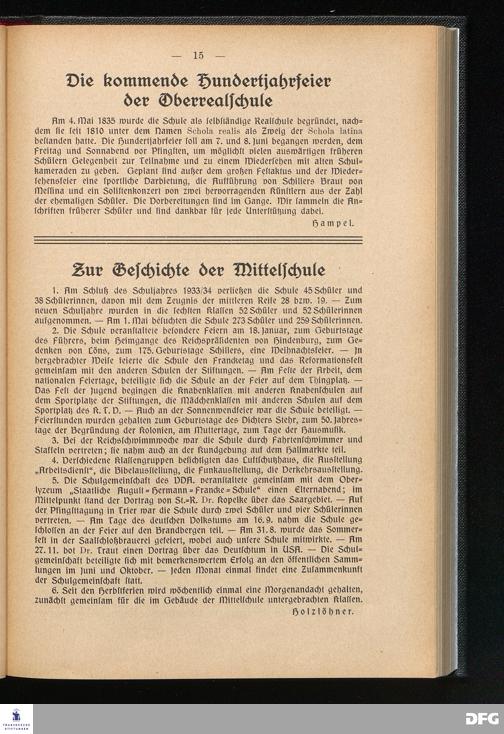 — 15 —
Die kommende Hundertjahrfeier
der Oberrealschule
Am 4. Mai 1835 wurde die Schule als selbständige Realschule begründet, nach-
dem sie seit 1810 unter dem Namen Schola realis als Zweig der Schola latina
bestanden hatte. Die Hundertjahrfeier soll am 7. und 8. Juni begangen werden, dem
Freitag und Sonnabend vor Pfingsten, um möglichst vielen auswärtigen früheren
Schülern Gelegenheit zur Teilnahme und zu einem Wiedersehen mit alten Schul-
kameraden zu geben. Geplant sind außer dem großen Festaktus und der Wieder-
sehensfeier eine sportliche Darbietung, die Aufführung von Schillers Braut von
Messina und ein Solistenkonzert von zwei hervorragenden Künstlern aus der Zahl
der ehemaligen Schüler. Die Vorbereitungen sind im Gange. Wir sammeln die An-
schriften früherer Schüler und sind dankbar für jede Unterstützung dabei.
Hampel.
Zur Geschichte der Mittelschule
1. Am Schluß des Schuljahres 1933/34 verließen die Schule 45 Schüler und
38 Schülerinnen, davon mit dem Zeugnis der mittleren Reife 28 bzw. 19. — Zum
neuen Schuljahre wurden in die sechsten Klassen 52 Schüler und 52 Schülerinnen
aufgenommen. — Am 1. Mai besuchten die Schule 273 Schüler und 259 Schülerinnen.
2. Die Schule veranstaltete besondere Feiern am 18. Januar, zum Geburtstage
des Führers, beim Heimgange des Reichspräsidenten von Hindenburg, zum Ge-
denken von Löns, zum 175. Geburtstage Schillers, eine Weihnachtsfeier. — In
hergebrachter Weise feierte die Schule den Francketag und das Reformationsfest
gemeinsam mit den anderen Schulen der Stiftungen. — Am Feste der Arbeit, dem
nationalen Feiertage, beteiligte sich die Schule an der Feier auf dem Thingplatz. —
Das Fest der Jugend begingen die Knabenklassen mit anderen Knabenschulen auf
dem Sportplatze der Stiftungen, die Mädchenklassen mit anderen Schulen auf dem
Sportplatz des K. T. V. — Auch an der Sonnenwendfeier war die Schule beteiligt. —
Feierstunden wurden gehalten zum Geburtstage des Dichters Stehr, zum 50. Jahres-
tage der Begründung der Kolonien, am Muttertage, zum Tage der Hausmusik.
3. Bei der Reichsschwimmwoche war die Schule durch Fahrtenschwimmer und
Staffeln vertreten; sie nahm auch an der Kundgebung auf dem Hallmarkte teil.
4. Verschiedene Klassengruppen besichtigten das Luftschutzhaus, die Ausstellung
„Arbeitsdienst“, die Bibelausstellung, die Funkausstellung, die Verkehrsausstellung.
5. Die Schulgemeinschaft des VDA. veranstaltete gemeinsam mit dem Ober-
lyzeum „Staatliche August-Hermann-Francke-Schule“ einen Elternabend; im
Mittelpunkt stand der Vortrag von St.-R. Dr. Kopelke über das Saargebiet. — Auf
der Pfingsttagung in Trier war die Schule durch zwei Schüler und vier Schülerinnen
vertreten. — Am Tage des deutschen Volkstums am 16. 9. nahm die Schule ge-
schlossen an der Feier auf den Brandbergen teil. — Am 31. 8. wurde das Sommer-
fest in der Saalschloßbrauerei gefeiert, wobei auch unsere Schule mitwirkte. — Am
27. 11. bot Dr. Traut einen Vortrag über das Deutschtum in USA. — Die Schul-
gemeinschaft beteiligte sich mit bemerkenswertem Erfolg an den öffentlichen Samm-
lungen im Juni und Oktober. — Jeden Monat einmal findet eine Zusammenkunft
der Schulgemeinschaft statt.
6. Seit den Herbstferien wird wöchentlich einmal eine Morgenandacht gehalten,
zunächst gemeinsam für die im Gebäude der Mittelschule untergebrachten Klassen.
Holzlöhner.
FRANCKESCHE
STIFTUNGEN
DFG